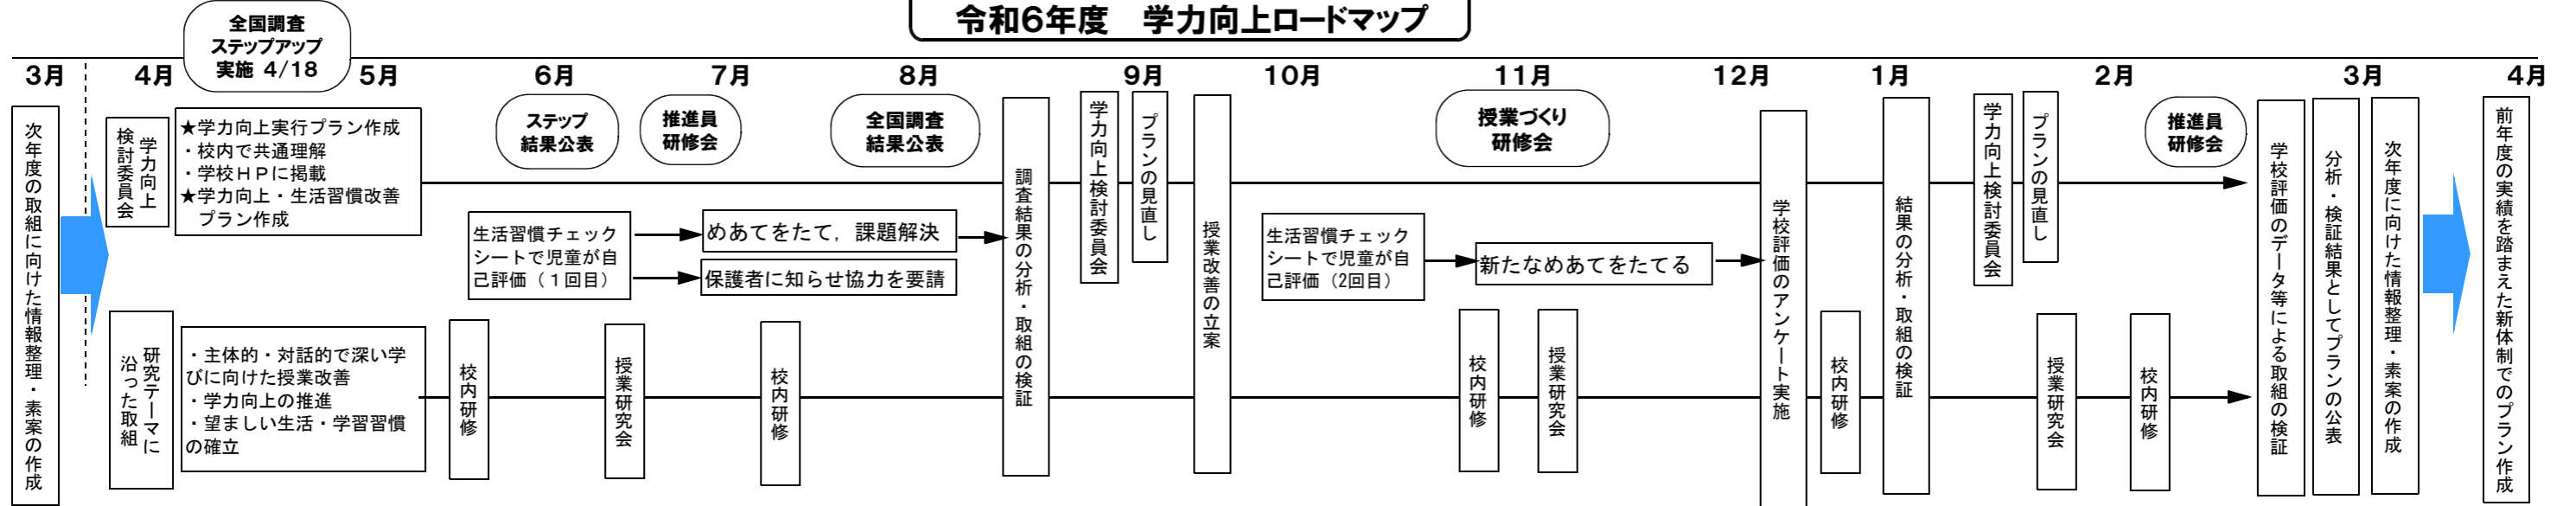 令和6年度　学力向上ロードマップ
全国調査
ステップアップ
実施 4/18
3月
4月
5月
6月
7月
8月
9月
10月
11月
12月
1月
2月
3月
4月
次年度の取組に向けた情報整理・素案の作成
学力向上
検討委員会
★学力向上実行プラン作成
・校内で共通理解
・学校ＨＰに掲載
★学力向上・生活習慣改善
プラン作成
ステップ
結果公表
推進員
研修会
全国調査
結果公表
生活習慣チェック
シートで児童が自
己評価（１回目）
めあてをたて，課題解決
保護者に知らせ協力を要請
研究テーマに
沿った取組
・主体的・対話的で深い学
びに向けた授業改善
・学力向上の推進
・望ましい生活・学習習慣
の確立
校内研修
授業研究会
校内研修
調査結果の分析・取組の検証
学力向上検討委員会
プランの見直し
授業改善の立案
授業づくり
研修会
生活習慣チェック
シートで児童が自
己評価（2回目）
新たなめあてをたてる
校内研修
授業研究会
学校評価のアンケート実施
校内研修
結果の分析・取組の検証
学力向上検討委員会
プランの見直し
推進員
研修会
授業研究会
校内研修
学校評価のデータ等による取組の検証
分析・検証結果としてプランの公表
次年度に向けた情報整理・素案の作成
前年度の実績を踏まえた新体制でのプラン作成